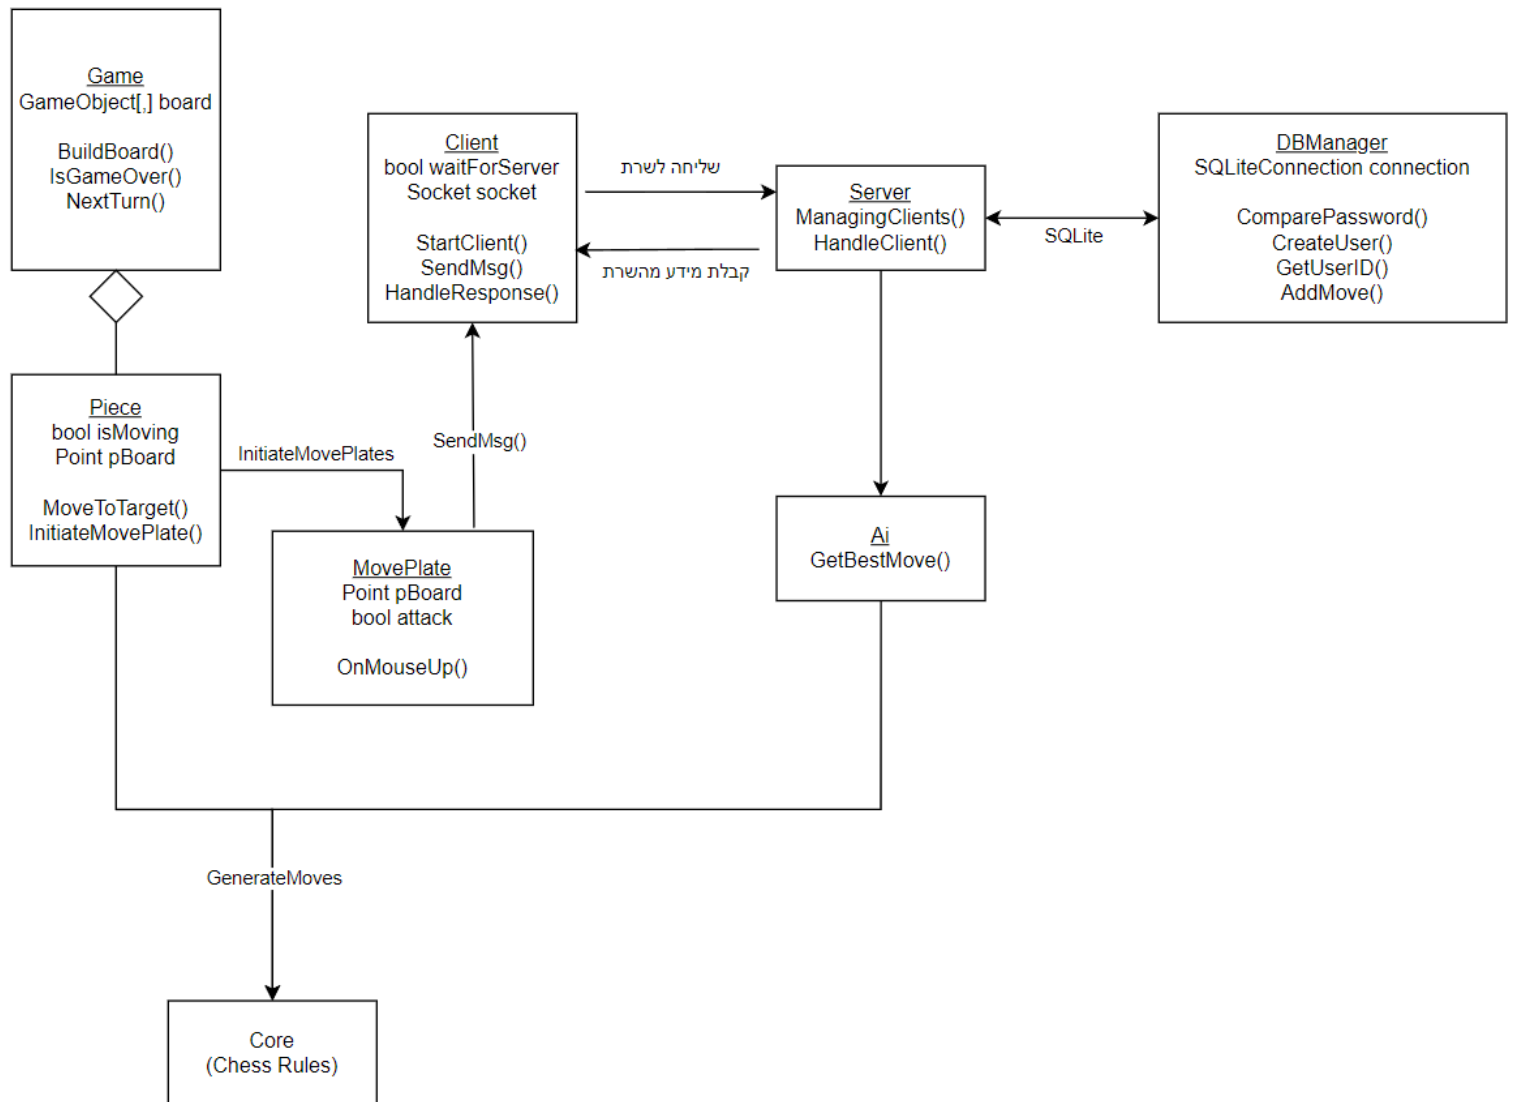 Game
GameObject[,] board
BuildBoard()
IsGameOver()
NextTurn()
Client
bool waitForServer
Socket socket
StartClient()
SendMsg()
HandleResponse()
שליחה לשרת
קבלת מידע מהשרת
Server
ManagingClients()
HandleClient()
SQLite
DBManager
SQLiteConnection connection
ComparePassword()
CreateUser()
GetUserID()
AddMove()
Piece
bool isMoving
Point pBoard
MoveToTarget()
InitiateMovePlate()
InitiateMovePlates
SendMsg()
MovePlate
Point pBoard
bool attack
OnMouseUp()
Ai
GetBestMove()
GenerateMoves
Core
(Chess Rules)